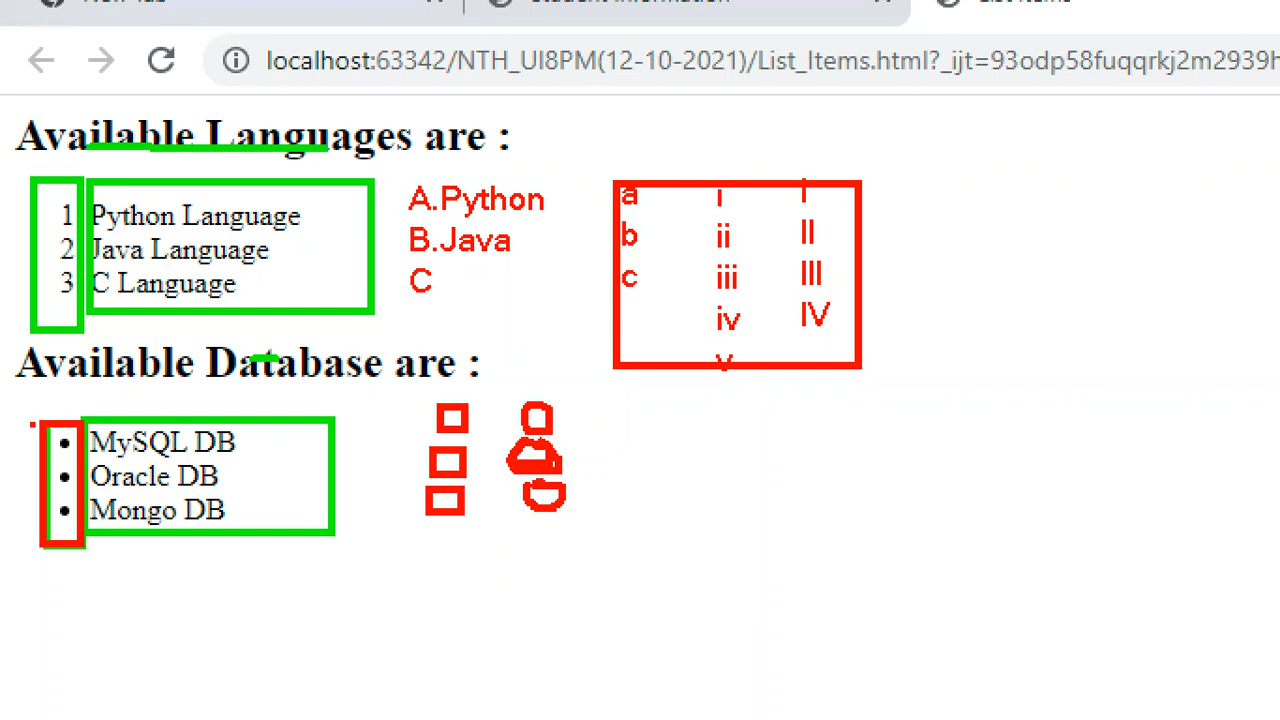 localhost:63342/NTH_UI8PM(12-10-2021)/List_Items.html?_ijt=93odp58fuqqrkj2m2939h
Available Languages are :
1 Python Language
2 Java Language
3 C Language
A.Python
B.Java
C
a i I
b ii II
c iii III
iv IV
v
Available Database are :
• MySQL DB
• Oracle DB
• Mongo DB